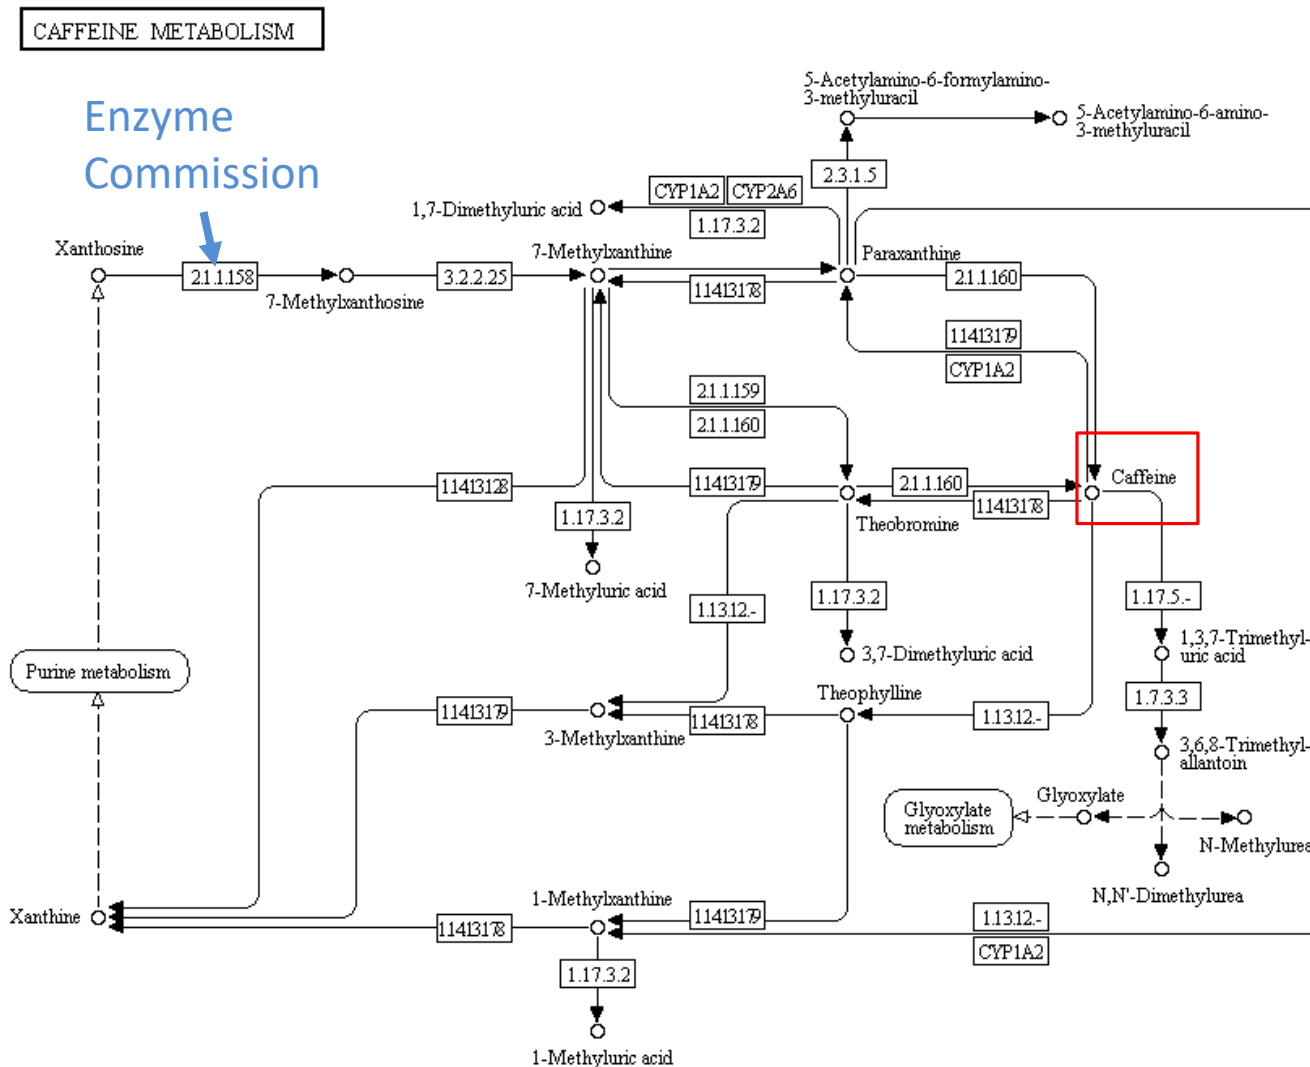 CAFFEINE METABOLISM
Enzyme
Commission
5-Acetylamino-6-formylamino-
3-methyluracil
5-Acetylamino-6-amino-
3-methyluracil
2.3.1.5
CYP1A2
CYP2A6
1,7-Dimethyluric acid
1.17.3.2
Xanthosine
7-Methylxanthine
Paraxanthine
2.1.1.158
3.2.2.25
2.1.1.160
7-Methylxanthosine
1.14.13.178
1.14.13.179
CYP1A2
2.1.1.159
2.1.1.160
Caffeine
1.14.13.128
1.14.13.179
2.1.1.160
1.14.13.178
Theobromine
1.17.3.2
7-Methyluric acid
1.13.12.-
1.17.3.2
1.17.5.-
1,3,7-Trimethyl-
uric acid
3,7-Dimethyluric acid
Purine metabolism
Theophylline
1.7.3.3
1.14.13.179
3-Methylxanthine
1.14.13.178
1.13.12.-
3,6,8-Trimethyl-
allantoin
Glyoxylate
Glyoxylate
metabolism
N-Methylurea
N,N'-Dimethylurea
Xanthine
1-Methylxanthine
1.14.13.179
1.13.12.-
1.14.13.178
CYP1A2
1.17.3.2
1-Methyluric acid